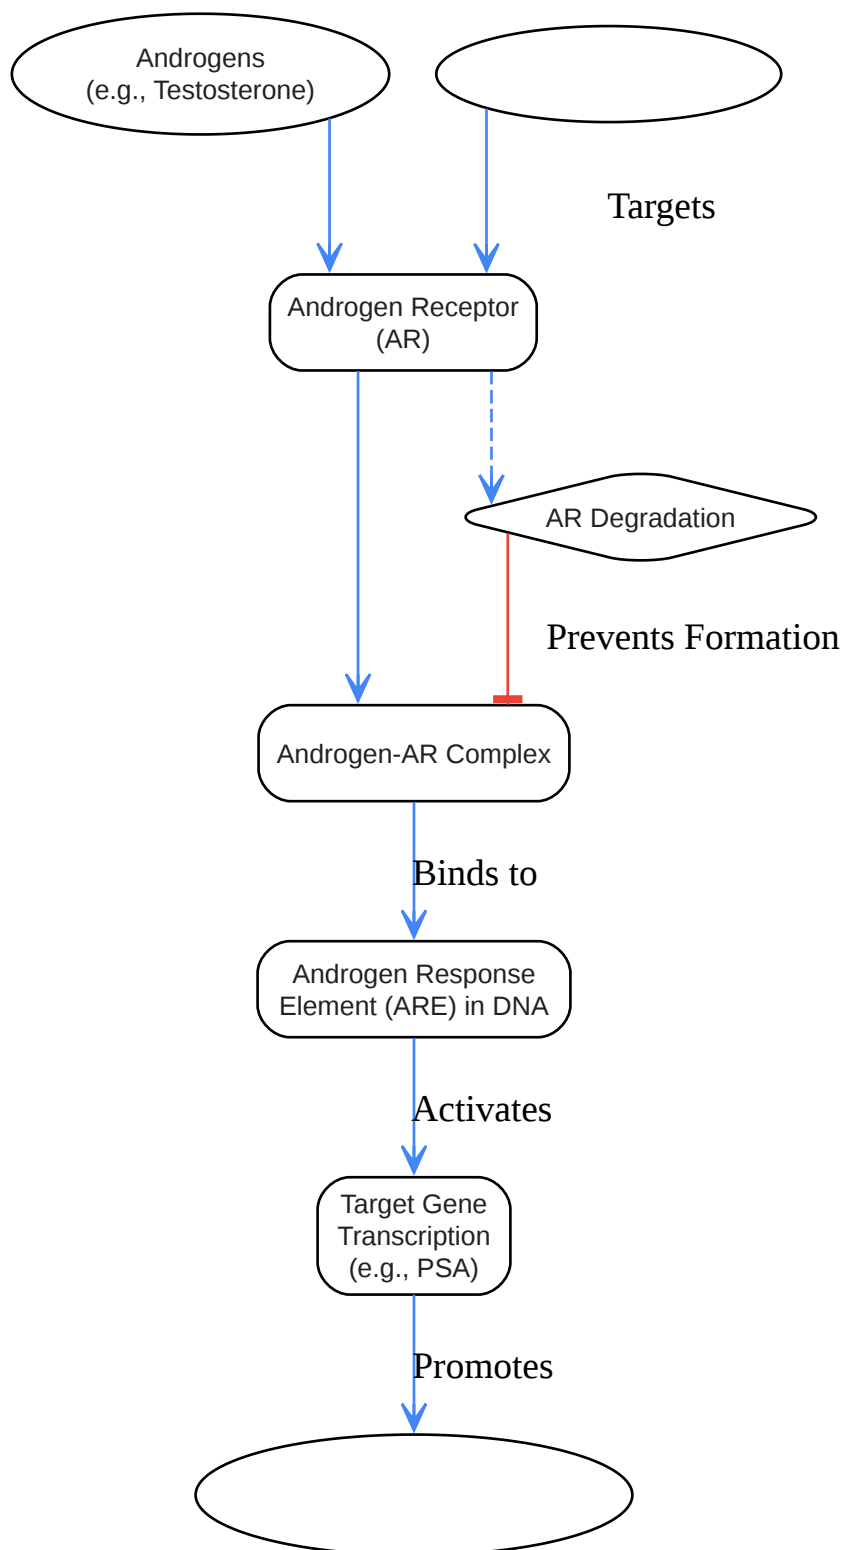 Androgens
(e.g., Testosterone)
Targets
Androgen Receptor
(AR)
AR Degradation
Prevents Formation
Androgen-AR Complex
Binds to
Androgen Response
Element (ARE) in DNA
Activates
Target Gene
Transcription
(e.g., PSA)
Promotes